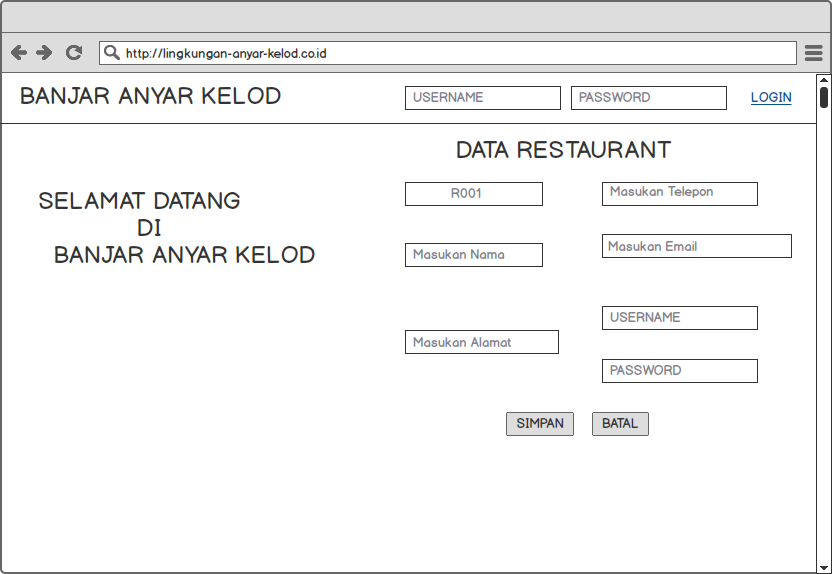 http://lingkungan-anyar-kelod.co.id
BANJAR ANYAR KELOD
USERNAME
PASSWORD
LOGIN
SELAMAT DATANG
DI
BANJAR ANYAR KELOD
DATA RESTAURANT
R001
Masukan Telepon
Masukan Nama
Masukan Email
Masukan Alamat
USERNAME
PASSWORD
SIMPAN
BATAL